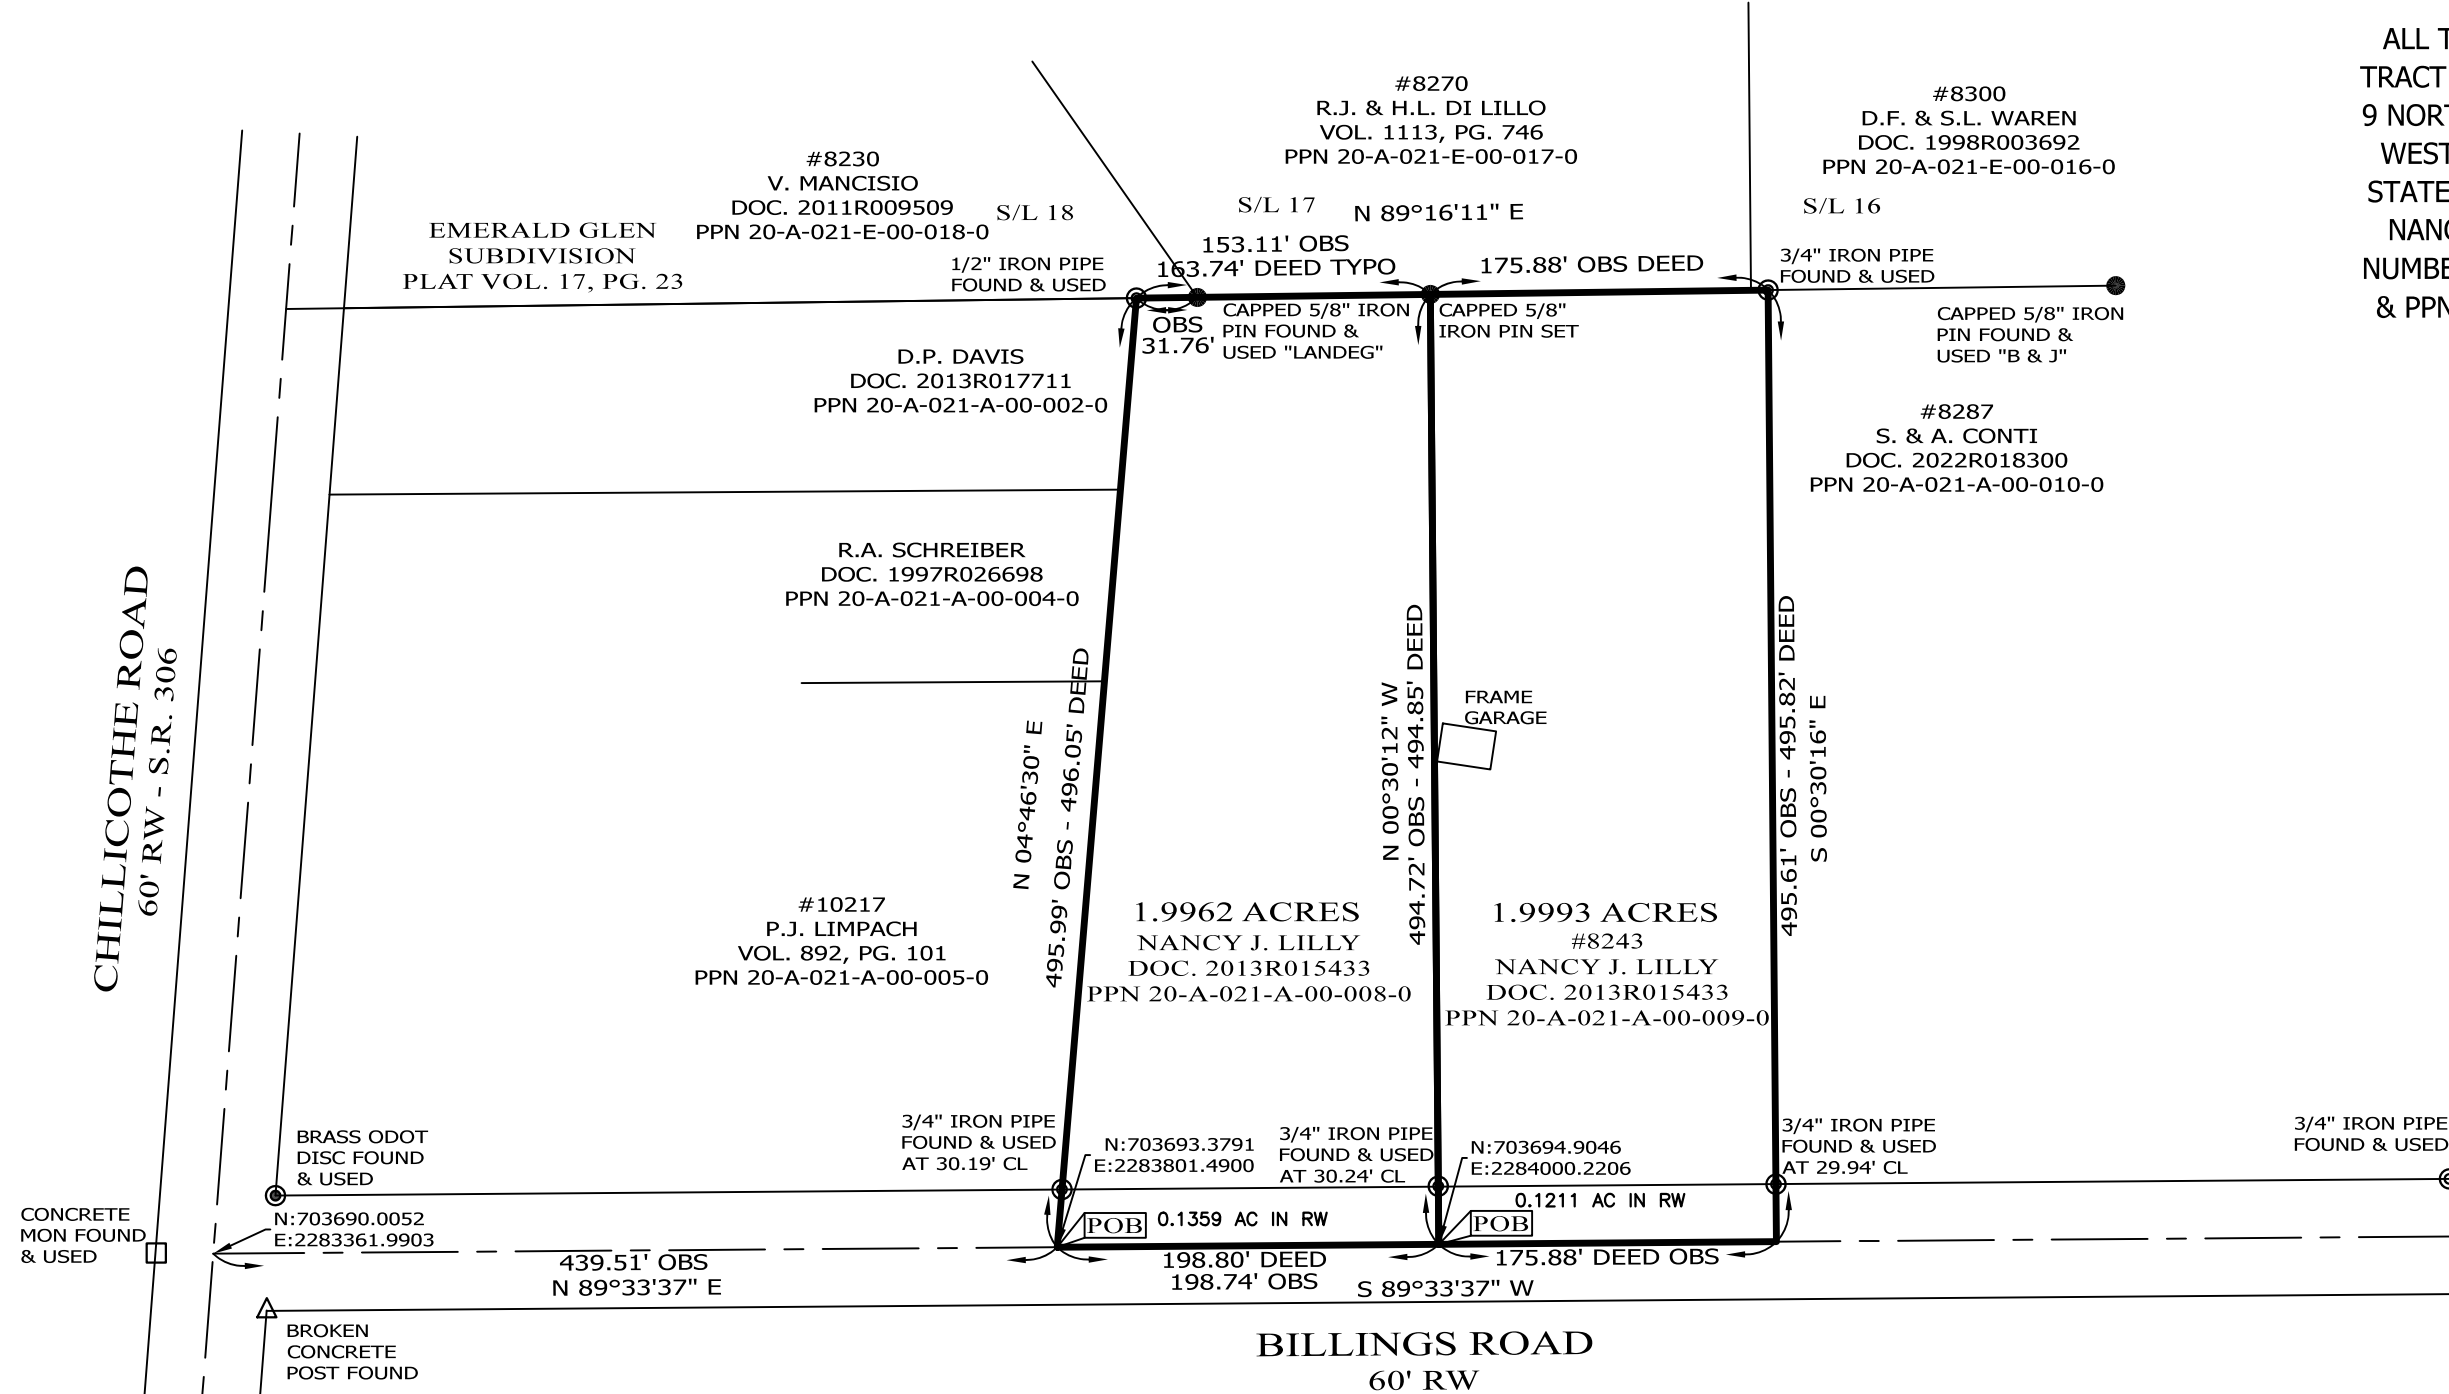 ALL T
TRACT
9 NORT
WEST
STATE
NANC
NUMBE
& PPN
#8270
R.J. & H.L. DI LILLO
VOL. 1113, PG. 746
PPN 20-A-021-E-00-017-0
#8300
D.F. & S.L. WAREN
DOC. 1998R003692
PPN 20-A-021-E-00-016-0
#8230
V. MANCISIO
DOC. 2011R009509
PPN 20-A-021-E-00-018-0
S/L 18
S/L 17
N 89°16'11" E
S/L 16
EMERALD GLEN
SUBDIVISION
PLAT VOL. 17, PG. 23
1/2" IRON PIPE
FOUND & USED
153.11' OBS
163.74' DEED TYPO
175.88' OBS DEED
3/4" IRON PIPE
FOUND & USED
OBS
31.76'
CAPPED 5/8" IRON
PIN FOUND &
USED "LANDEG"
CAPPED 5/8"
IRON PIN SET
CAPPED 5/8" IRON
PIN FOUND &
USED "B & J"
D.P. DAVIS
DOC. 2013R017711
PPN 20-A-021-A-00-002-0
#8287
S. & A. CONTI
DOC. 2022R018300
PPN 20-A-021-A-00-010-0
R.A. SCHREIBER
DOC. 1997R026698
PPN 20-A-021-A-00-004-0
CHILLICOTHE ROAD
60' RW - S.R. 306
N 04°46'30" E
495.99' OBS - 496.05' DEED
N 00°30'12" W
494.72' OBS - 494.85' DEED
FRAME
GARAGE
495.61' OBS - 495.82' DEED
S 00°30'16" E
#10217
P.J. LIMPACH
VOL. 892, PG. 101
PPN 20-A-021-A-00-005-0
1.9962 ACRES
NANCY J. LILLY
DOC. 2013R015433
PPN 20-A-021-A-00-008-0
1.9993 ACRES
#8243
NANCY J. LILLY
DOC. 2013R015433
PPN 20-A-021-A-00-009-0
BRASS ODOT
DISC FOUND
& USED
3/4" IRON PIPE
FOUND & USED
AT 30.19' CL
N:703693.3791
E:2283801.4900
3/4" IRON PIPE
FOUND & USED
AT 30.24' CL
N:703694.9046
E:2284000.2206
3/4" IRON PIPE
FOUND & USED
AT 29.94' CL
3/4" IRON PIPE
FOUND & USED
CONCRETE
MON FOUND
& USED
N:703690.0052
E:2283361.9903
POB
0.1359 AC IN RW
POB
0.1211 AC IN RW
439.51' OBS
N 89°33'37" E
198.80' DEED
198.74' OBS
175.88' DEED OBS
S 89°33'37" W
BROKEN
CONCRETE
POST FOUND
BILLINGS ROAD
60' RW